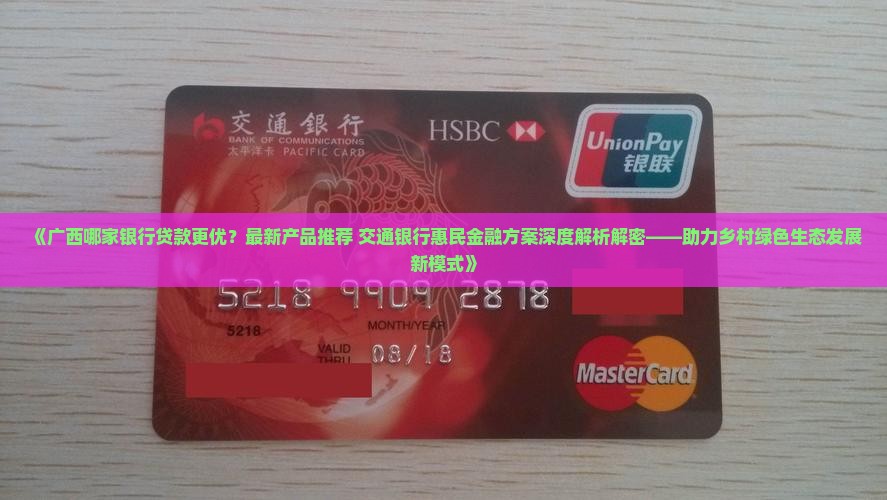 交通銀行
BANK OF COMMUNICATIONS
太平洋卡 PACIFIC CARD
HSBC
UnionPay
银联
《广西哪家银行贷款更优？最新产品推荐 交通银行惠民金融方案深度解析解密——助力乡村绿色生态发展
新模式》
5218 9909 2878
5218
MONTH/YEAR
VALID
THRU
08/18
MasterCard